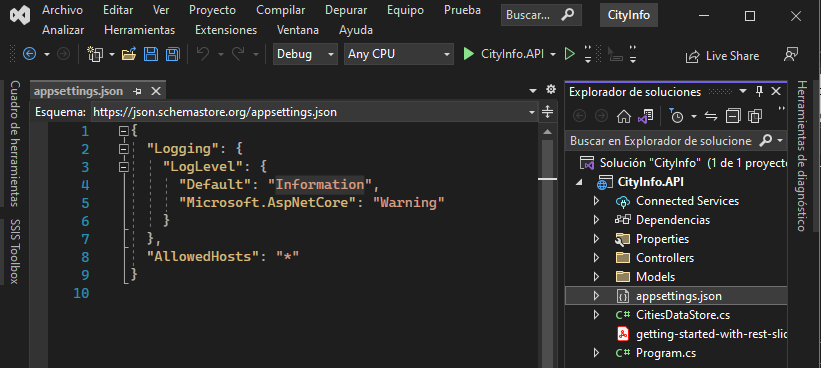 Archivo Editar Ver Proyecto Compilar Depurar Equipo Prueba
Analizar Herramientas Extensiones Ventana Ayuda
Buscar...
CityInfo
Debug Any CPU CityInfo.API Live Share
Cuadro de herramientas
SSIS Toolbox
appsettings.json
Esquema: https://json.schemastore.org/appsettings.json
1 {
2 "Logging": {
3 "LogLevel": {
4 "Default": "Information",
5 "Microsoft.AspNetCore": "Warning"
6 }
7 },
8 "AllowedHosts": "*"
9 }
10
Explorador de soluciones
Buscar en Explorador de solucione
Solución "CityInfo" (1 de 1 proyecto
CityInfo.API
Connected Services
Dependencias
Properties
Controllers
Models
appsettings.json
C# CitiesDataStore.cs
getting-started-with-rest-slid
C# Program.cs
Herramientas de diagnóstico